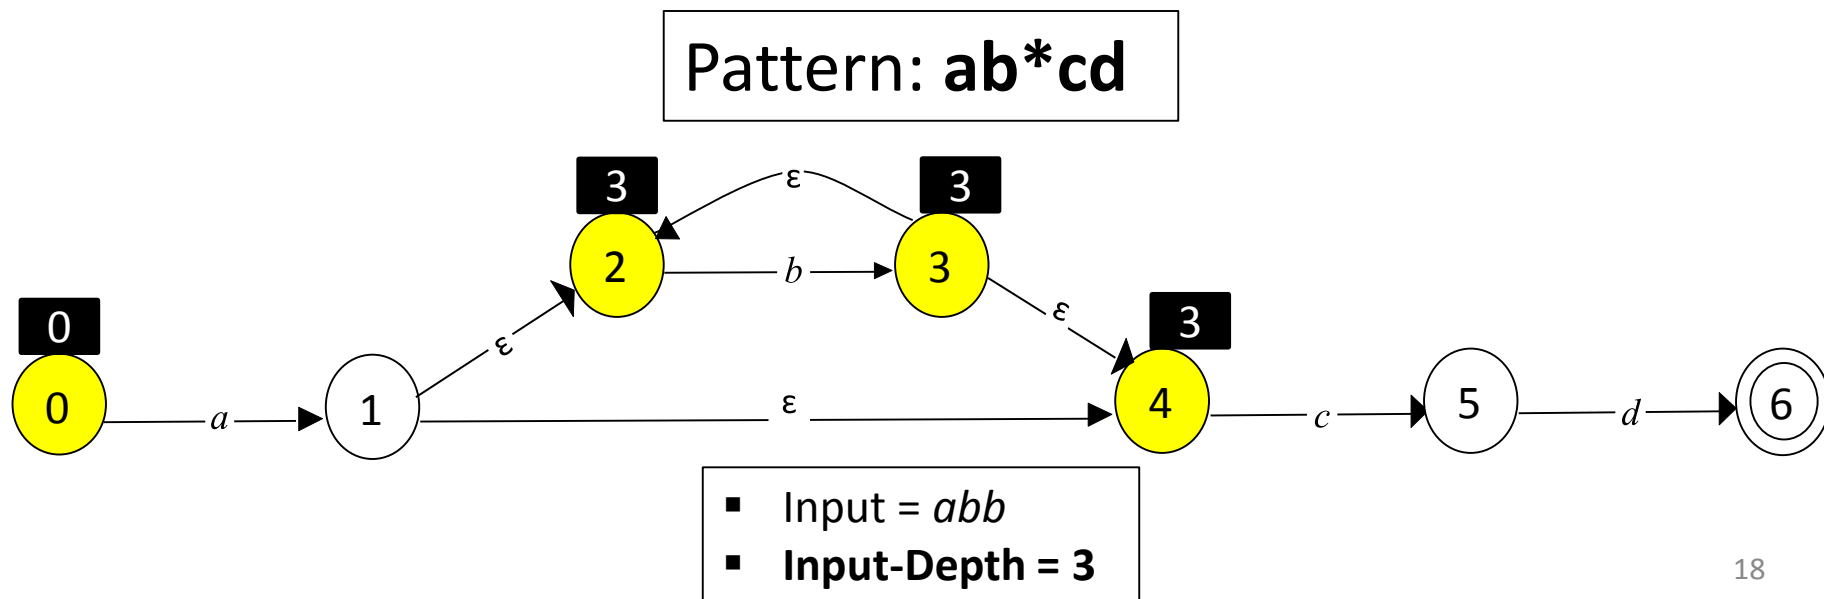 Pattern: ab*cd
3
3
ε
2
b
3
0
3
ε
ε
0
a
1
ε
4
c
5
d
6
▪ Input = abb
▪ Input-Depth = 3
18